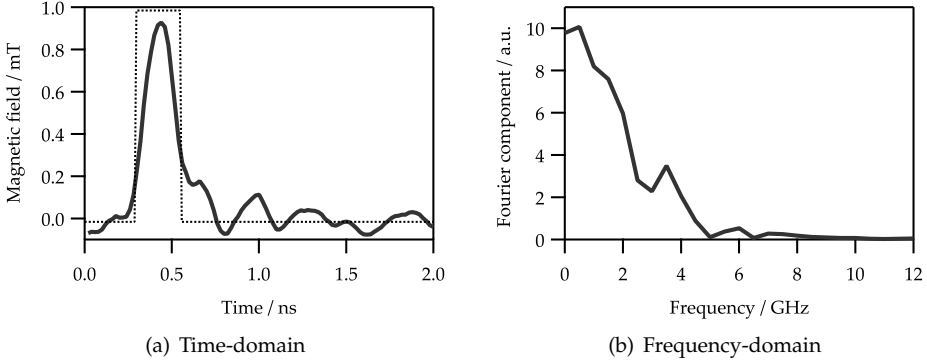 Magnetic field / mT
1.0
0.8
0.6
0.4
0.2
0.0
0.0 0.5 1.0 1.5 2.0
Time / ns
(a) Time-domain
Fourier component / a.u.
10
8
6
4
2
0
0 2 4 6 8 10 12
Frequency / GHz
(b) Frequency-domain